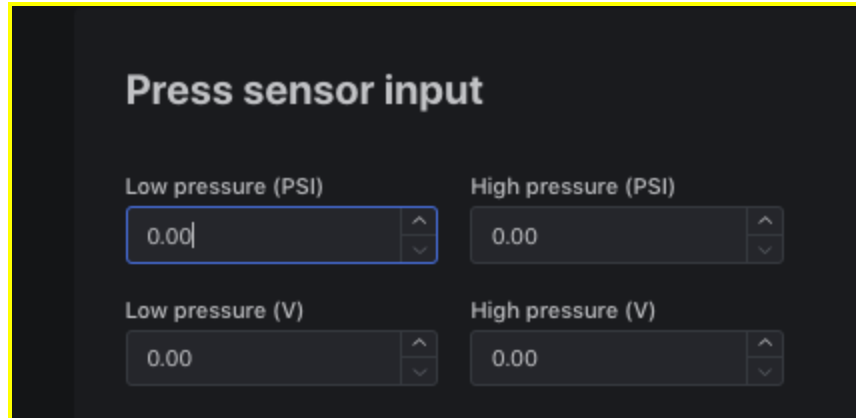 Press sensor input
Low pressure (PSI) High pressure (PSI)
0.00 0.00
Low pressure (V) High pressure (V)
0.00 0.00